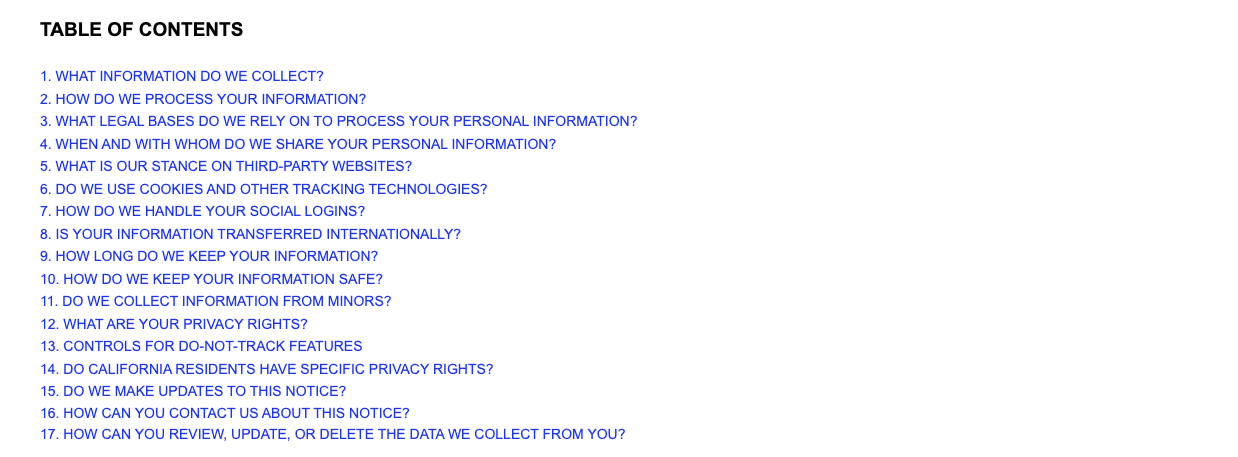 TABLE OF CONTENTS
1. WHAT INFORMATION DO WE COLLECT?
2. HOW DO WE PROCESS YOUR INFORMATION?
3. WHAT LEGAL BASES DO WE RELY ON TO PROCESS YOUR PERSONAL INFORMATION?
4. WHEN AND WITH WHOM DO WE SHARE YOUR PERSONAL INFORMATION?
5. WHAT IS OUR STANCE ON THIRD-PARTY WEBSITES?
6. DO WE USE COOKIES AND OTHER TRACKING TECHNOLOGIES?
7. HOW DO WE HANDLE YOUR SOCIAL LOGINS?
8. IS YOUR INFORMATION TRANSFERRED INTERNATIONALLY?
9. HOW LONG DO WE KEEP YOUR INFORMATION?
10. HOW DO WE KEEP YOUR INFORMATION SAFE?
11. DO WE COLLECT INFORMATION FROM MINORS?
12. WHAT ARE YOUR PRIVACY RIGHTS?
13. CONTROLS FOR DO-NOT-TRACK FEATURES
14. DO CALIFORNIA RESIDENTS HAVE SPECIFIC PRIVACY RIGHTS?
15. DO WE MAKE UPDATES TO THIS NOTICE?
16. HOW CAN YOU CONTACT US ABOUT THIS NOTICE?
17. HOW CAN YOU REVIEW, UPDATE, OR DELETE THE DATA WE COLLECT FROM YOU?